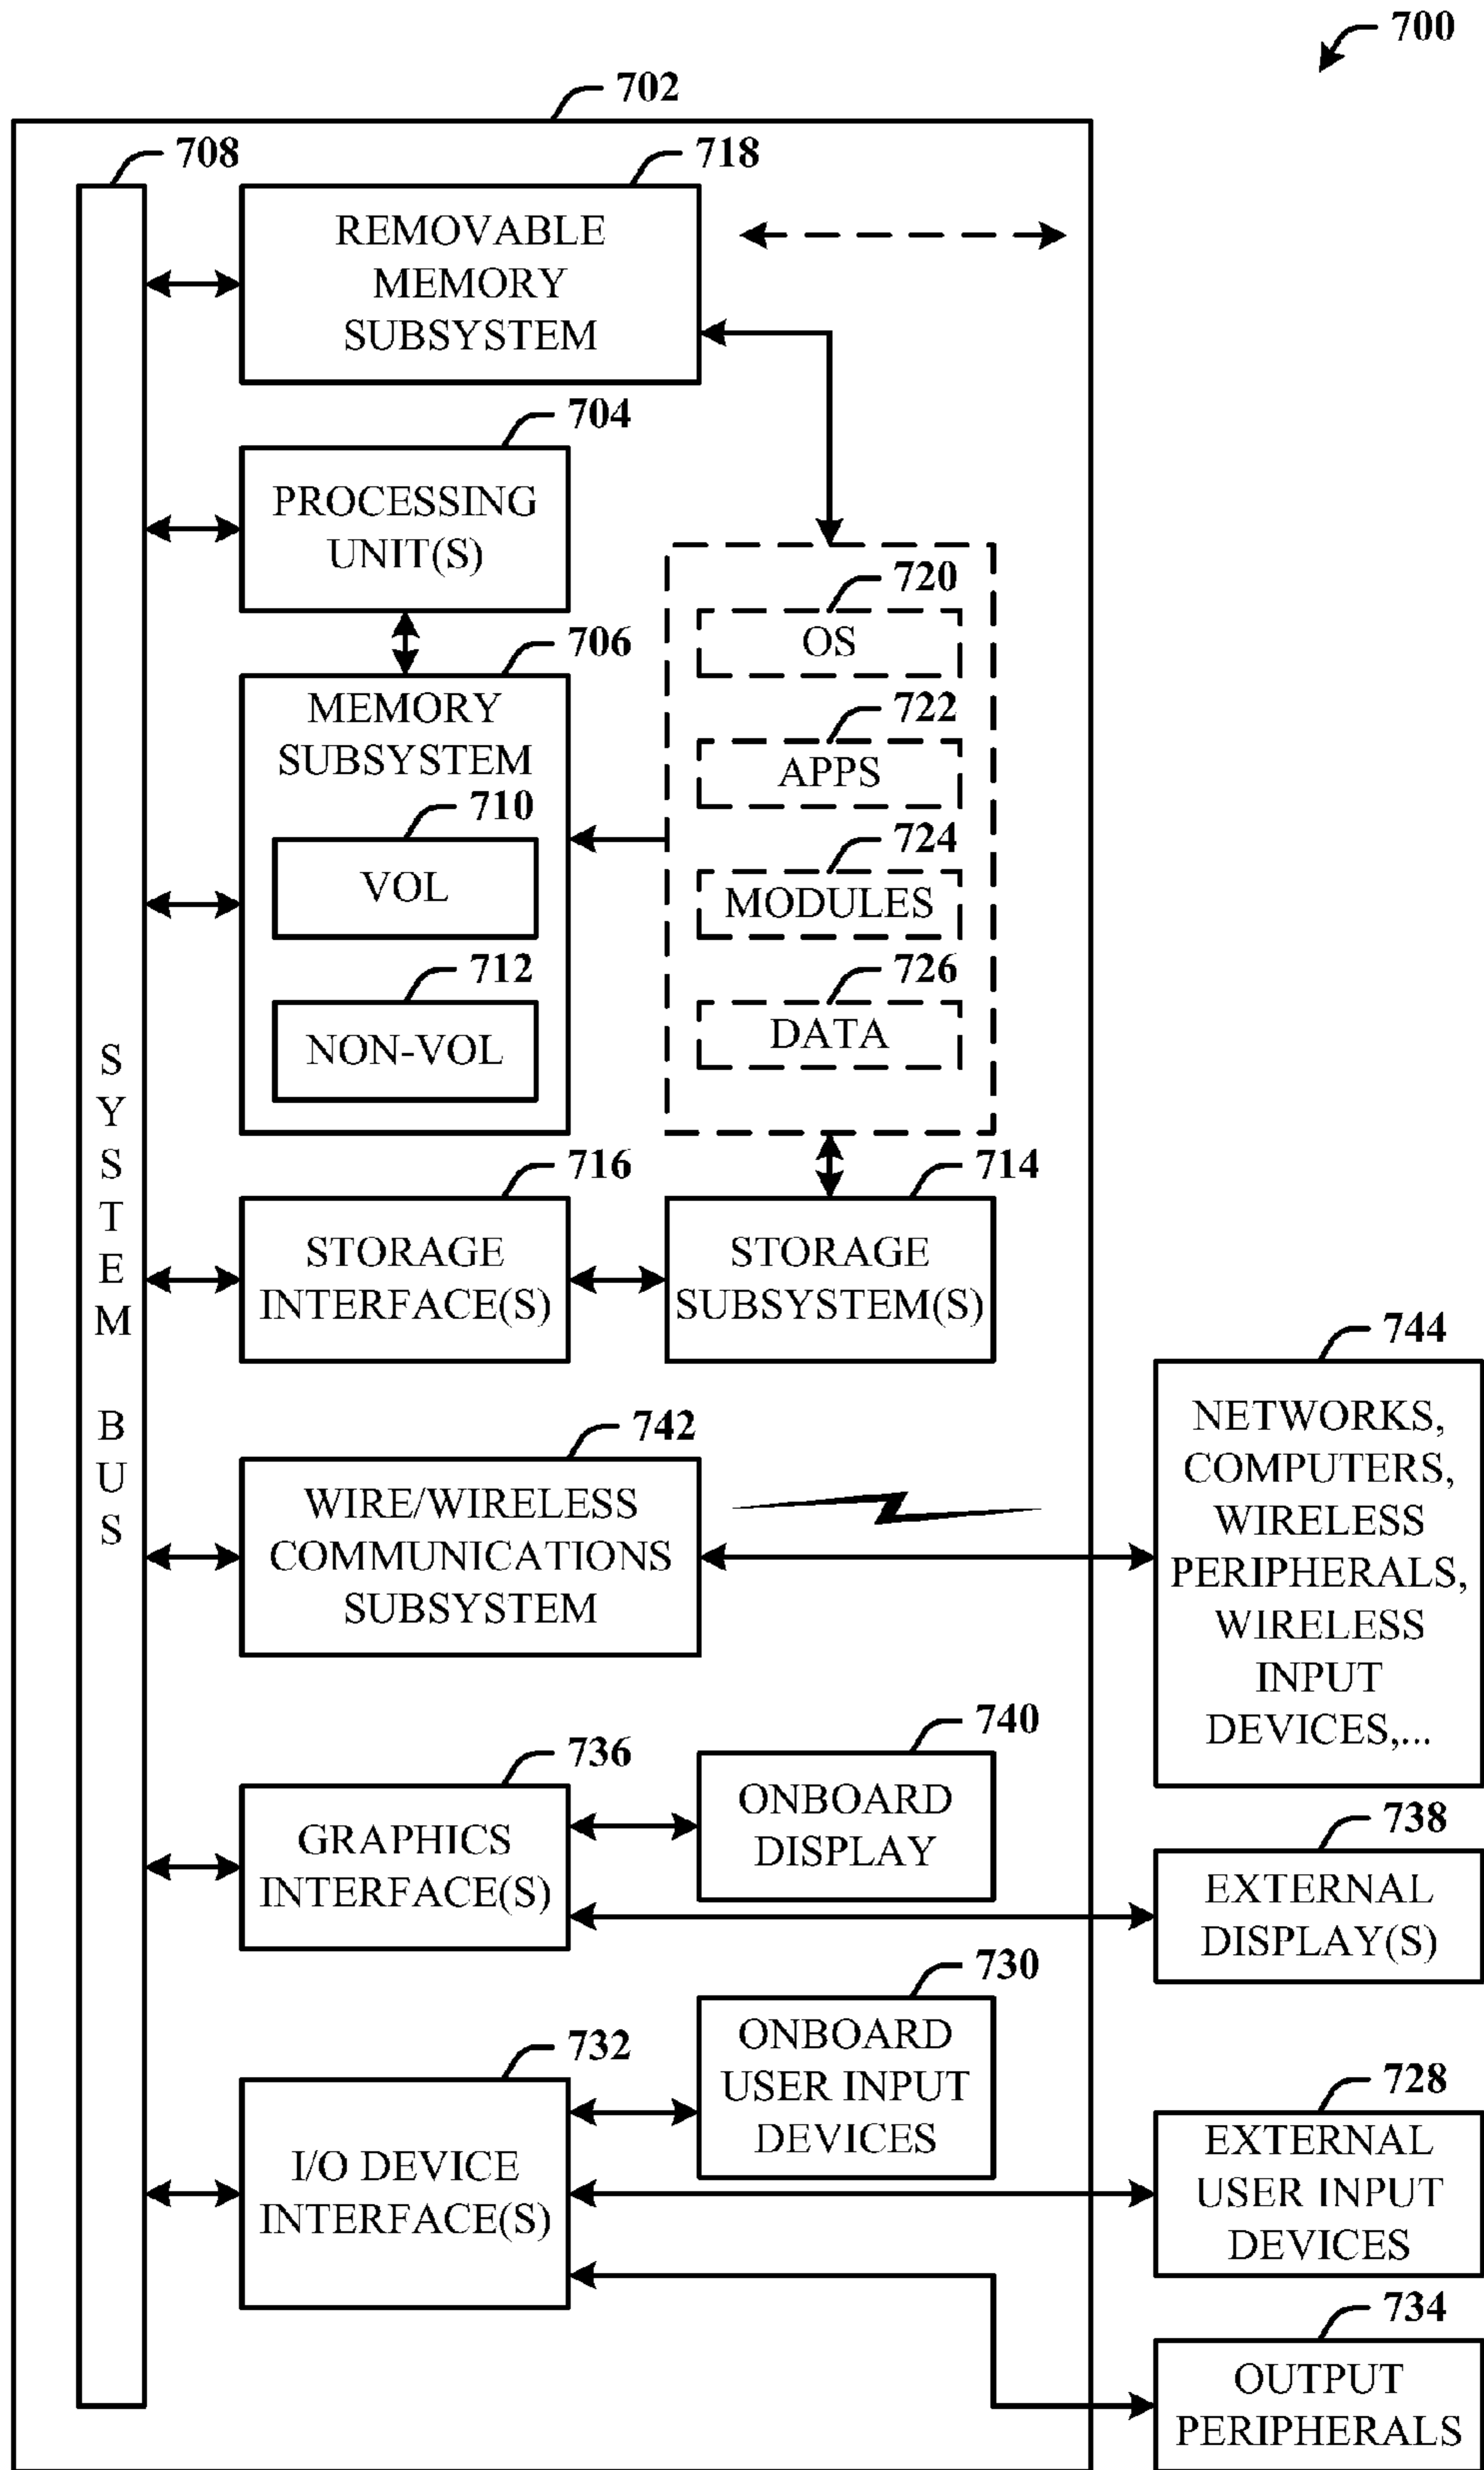 700
702
708
718
REMOVABLE
MEMORY
SUBSYSTEM
704
PROCESSING
UNIT(S)
706
MEMORY
SUBSYSTEM
710
VOL
712
NON-VOL
720
OS
722
APPS
724
MODULES
726
DATA
716
STORAGE
INTERFACE(S)
714
STORAGE
SUBSYSTEM(S)
SYSTEM BUS
742
WIRE/WIRELESS
COMMUNICATIONS
SUBSYSTEM
744
NETWORKS,
COMPUTERS,
WIRELESS
PERIPHERALS,
WIRELESS
INPUT
DEVICES,...
736
GRAPHICS
INTERFACE(S)
740
ONBOARD
DISPLAY
738
EXTERNAL
DISPLAY(S)
732
I/O DEVICE
INTERFACE(S)
730
ONBOARD
USER INPUT
DEVICES
728
EXTERNAL
USER INPUT
DEVICES
734
OUTPUT
PERIPHERALS